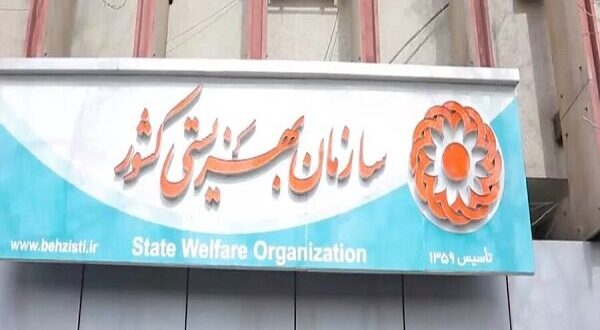 سازمان بهزیستی کشور
تاسیس ۱۳۵۹
State Welfare Organization
www.behzisti.ir